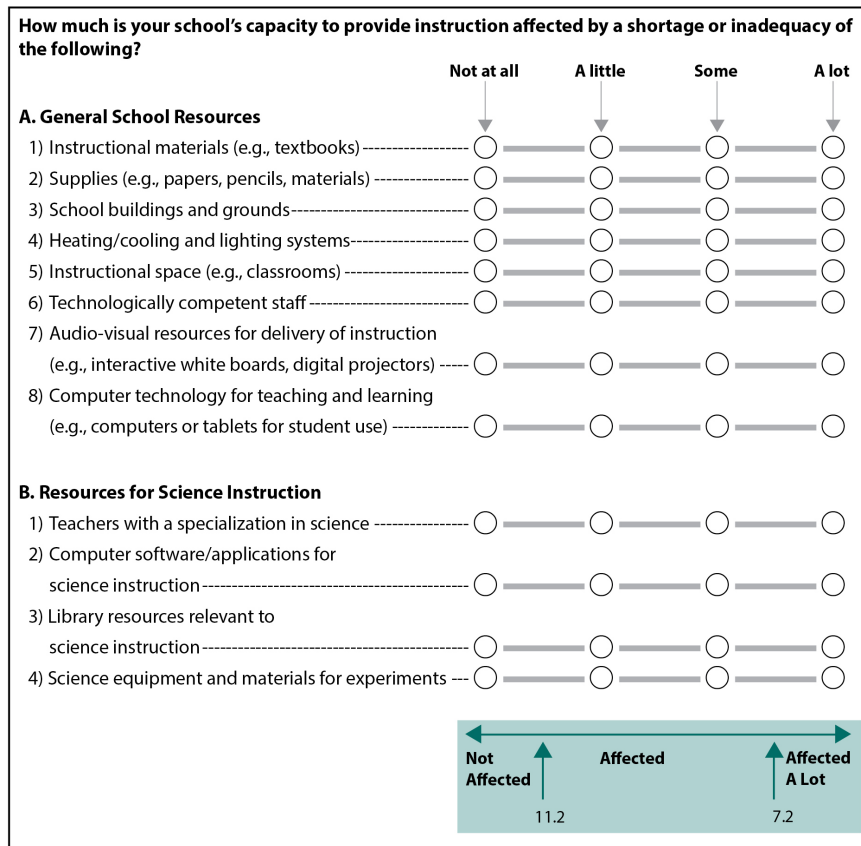 How much is your school’s capacity to provide instruction affected by a shortage or inadequacy of
the following?
Not at all A little Some A lot
A. General School Resources
1) Instructional materials (e.g., textbooks)
2) Supplies (e.g., papers, pencils, materials)
3) School buildings and grounds
4) Heating/cooling and lighting systems
5) Instructional space (e.g., classrooms)
6) Technologically competent staff
7) Audio-visual resources for delivery of instruction
(e.g., interactive white boards, digital projectors)
8) Computer technology for teaching and learning
(e.g., computers or tablets for student use)
B. Resources for Science Instruction
1) Teachers with a specialization in science
2) Computer software/applications for
science instruction
3) Library resources relevant to
science instruction
4) Science equipment and materials for experiments
Not Affected Affected
Affected A Lot
11.2 7.2